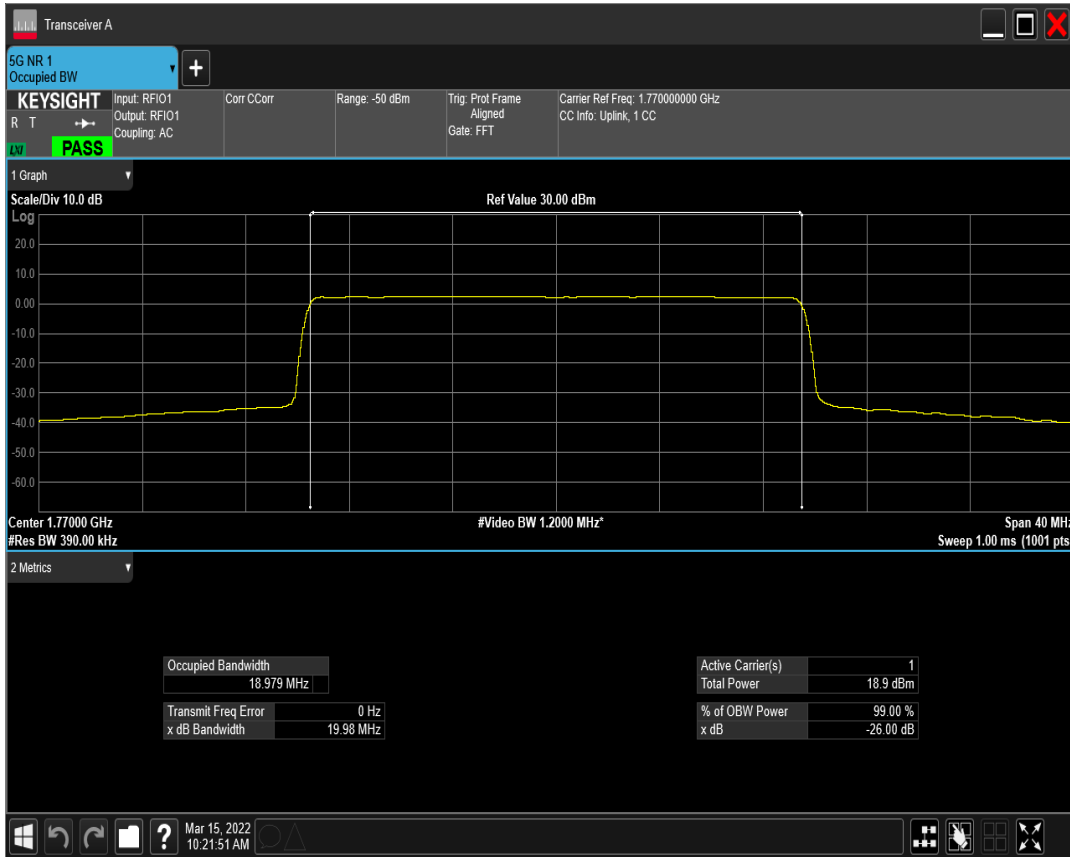 Transceiver A
5G NR 1
Occupied BW
KEYSIGHT
R T
LXI
PASS
Input: RFIO1
Output: RFIO1
Coupling: AC
Corr CCorr
Range: -50 dBm
Trig: Prot Frame
Aligned
Gate: FFT
Carrier Ref Freq: 1.770000000 GHz
CC Info: Uplink, 1 CC
1 Graph
Scale/Div 10.0 dB
Ref Value 30.00 dBm
Log
20.0
10.0
0.00
-10.0
-20.0
-30.0
-40.0
-50.0
-60.0
Center 1.77000 GHz
#Video BW 1.2000 MHz*
Span 40 MHz
#Res BW 390.00 kHz
Sweep 1.00 ms (1001 pts
2 Metrics
Occupied Bandwidth
18.979 MHz
Transmit Freq Error 0 Hz
x dB Bandwidth 19.98 MHz
Active Carrier(s) 1
Total Power 18.9 dBm
% of OBW Power 99.00 %
x dB -26.00 dB
?
Mar 15, 2022
10:21:51 AM